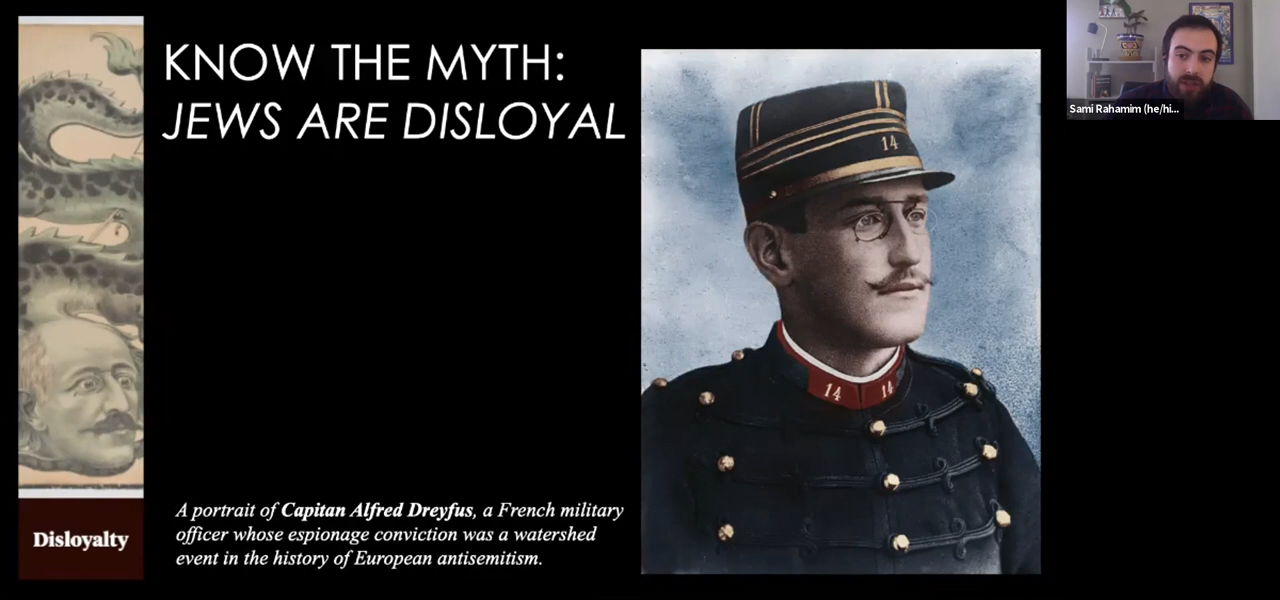 KNOW THE MYTH:
JEWS ARE DISLOYAL
14
14
14
Sami Rahamim (he/hi...
Disloyalty
A portrait of Capitan Alfred Dreyfus, a French military
officer whose espionage conviction was a watershed
event in the history of European antisemitism.